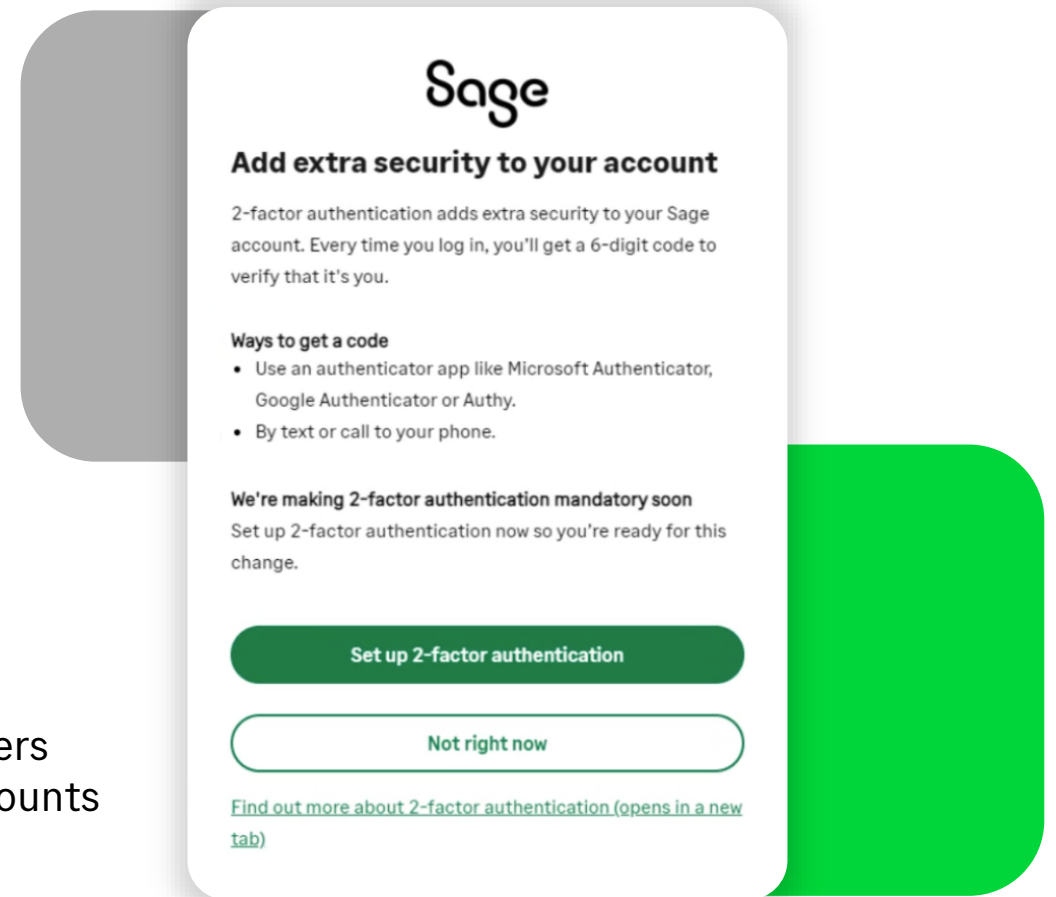 Sage
Add extra security to your account
2-factor authentication adds extra security to your Sage
account. Every time you log in, you'll get a 6-digit code to
verify that it's you.
Ways to get a code
• Use an authenticator app like Microsoft Authenticator,
Google Authenticator or Authy.
• By text or call to your phone.
We're making 2-factor authentication mandatory soon
Set up 2-factor authentication now so you're ready for this
change.
Set up 2-factor authentication
Not right now
Find out more about 2-factor authentication (opens in a new
tab)
ers
ounts